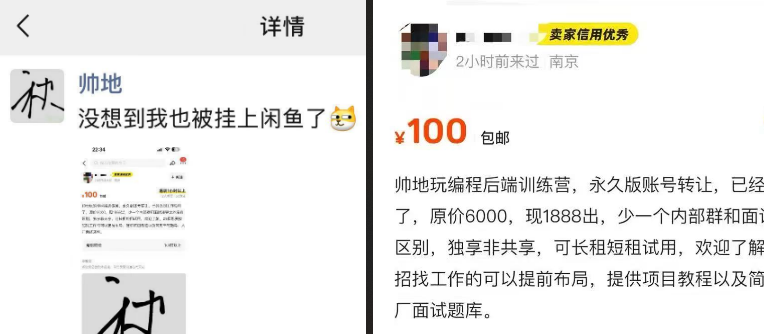 详情
帅地
没想到我也被挂上闲鱼了
22:34
¥100 包邮
卖家信用优秀
2小时前来过 南京
¥100 包邮
帅地玩编程后端训练营，永久版账号转让，已经
了，原价6000，现1888出，少一个内部群和面
区别，独享非共享，可长租短租试用，欢迎了解
招找工作的可以提前布局，提供项目教程以及简
厂面试题库。